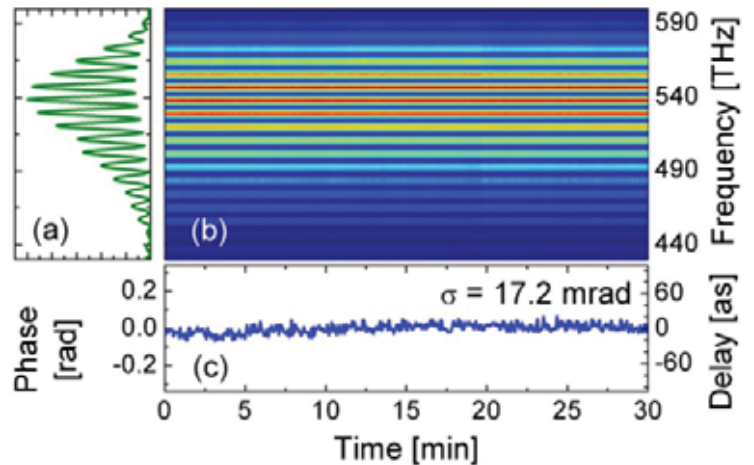 (a)
(b)
590
540
490
440
Frequency [THz]
Phase
[rad]
0.2
0.0
-0.2
σ = 17.2 mrad
(c)
60
0
-60
Delay [as]
0 5 10 15 20 25 30
Time [min]